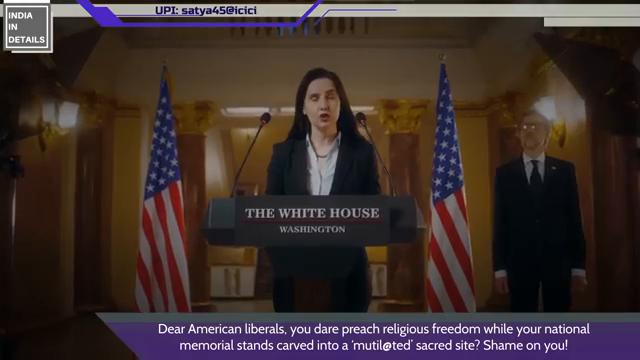 INDIA
IN
DETAILS
UPI: satya45@icici
THE WHITE HOUSE
WASHINGTON
Dear American liberals, you dare preach religious freedom while your national
memorial stands carved into a ‘mutil@ted’ sacred site? Shame on you!